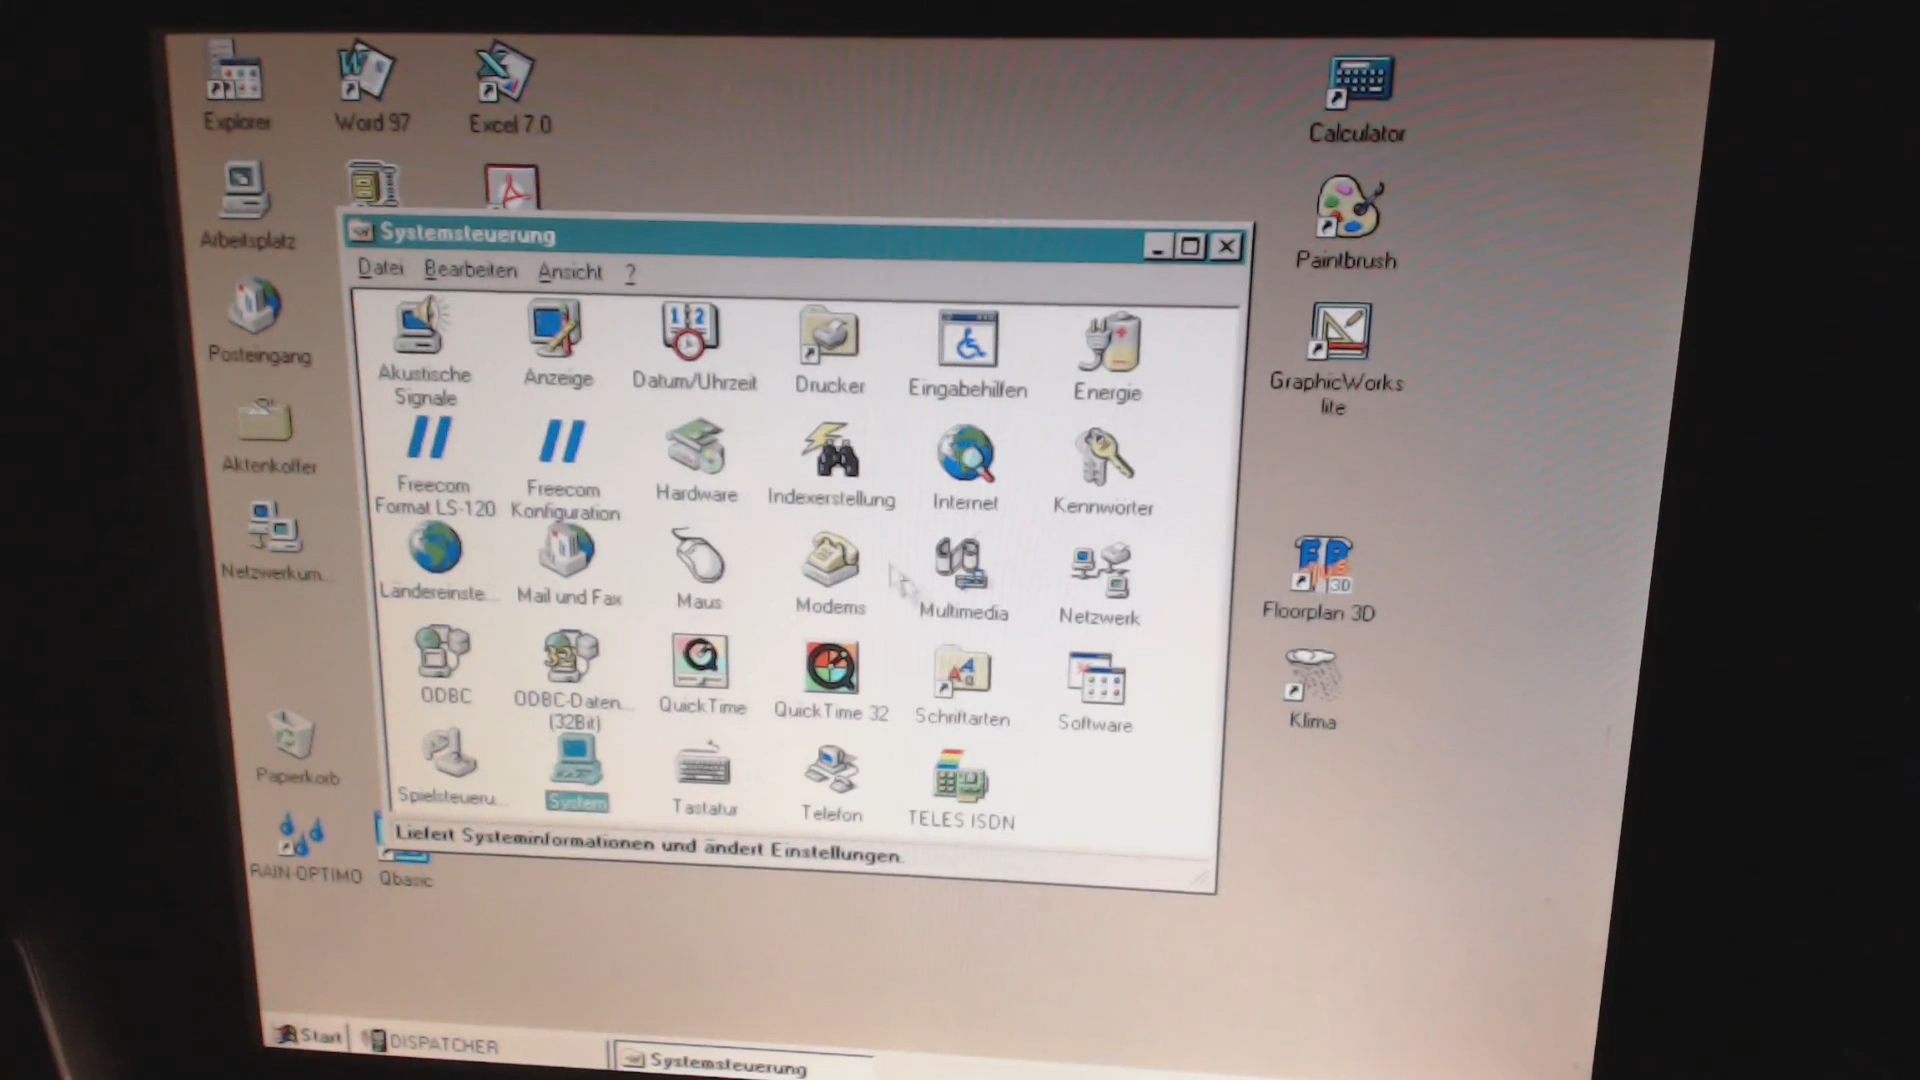 Explorer
Word 97
Excel 7.0
Calculator
Arbeitsplatz
Paintbrush
Posteingang
GraphicWorks
lite
Aktenkoffer
Netzwerkum...
Floorplan 3D
Klima
Papierkorb
RAIN-OPTIMO
Qbasic
Systemsteuerung
Datei Bearbeiten Ansicht ?
Akustische
Signale
Anzeige
12
Datum/Uhrzeit
Drucker
Eingabehilfen
Energie
Freecom
Format LS-120
Freecom
Konfiguration
Hardware
Indexerstellung
Internet
Kennwörter
Ländereinste...
Mail und Fax
Maus
Modems
Multimedia
Netzwerk
ODBC
32
ODBC-Daten...
(32Bit)
QuickTime
QuickTime 32
Schriftarten
Software
Spielsteueru...
System
Tastatur
Telefon
TELES ISDN
Liefert Systeminformationen und ändert Einstellungen.
Start
DISPATCHER
Systemsteuerung